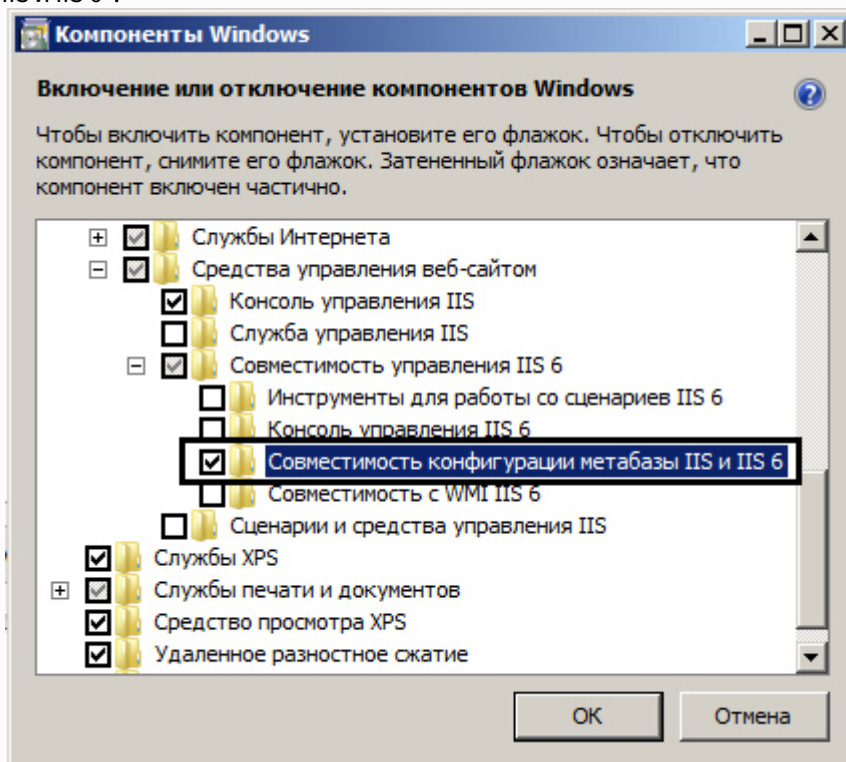 Компоненты Windows
Включение или отключение компонентов Windows
Чтобы включить компонент, установите его флажок. Чтобы отключить
компонент, снимите его флажок. Затененный флажок означает, что
компонент включен частично.
Службы Интернета
Средства управления веб-сайтом
Консоль управления IIS
Служба управления IIS
Совместимость управления IIS 6
Инструменты для работы со сценариев IIS 6
Консоль управления IIS 6
Совместимость конфигурации метабазы IIS и IIS 6
Совместимость с WMI IIS 6
Сценарии и средства управления IIS
Службы XPS
Службы печати и документов
Средство просмотра XPS
Удаленное разностное сжатие
ОК
Отмена